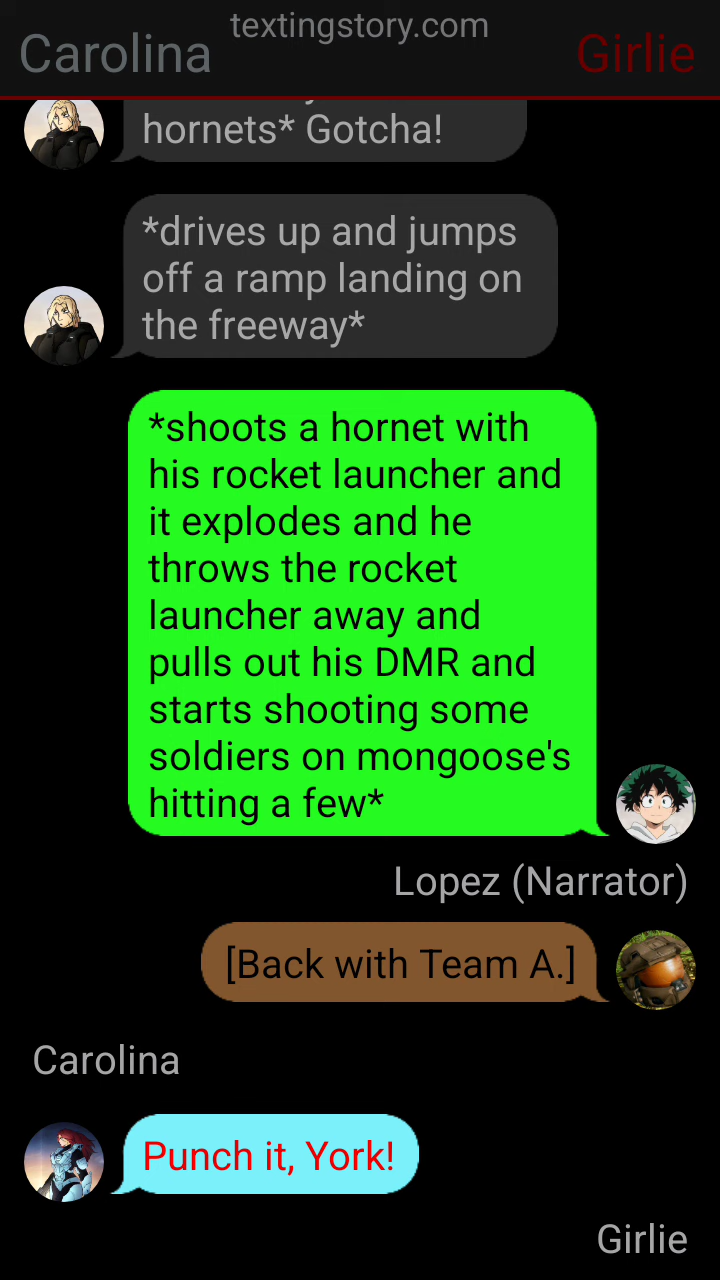 textingstory.com
Carolina
Girlie
hornets* Gotcha!
*drives up and jumps
off a ramp landing on
the freeway*
*shoots a hornet with
his rocket launcher and
it explodes and he
throws the rocket
launcher away and
pulls out his DMR and
starts shooting some
soldiers on mongoose's
hitting a few*
Lopez (Narrator)
[Back with Team A.]
Carolina
Punch it, York!
Girlie